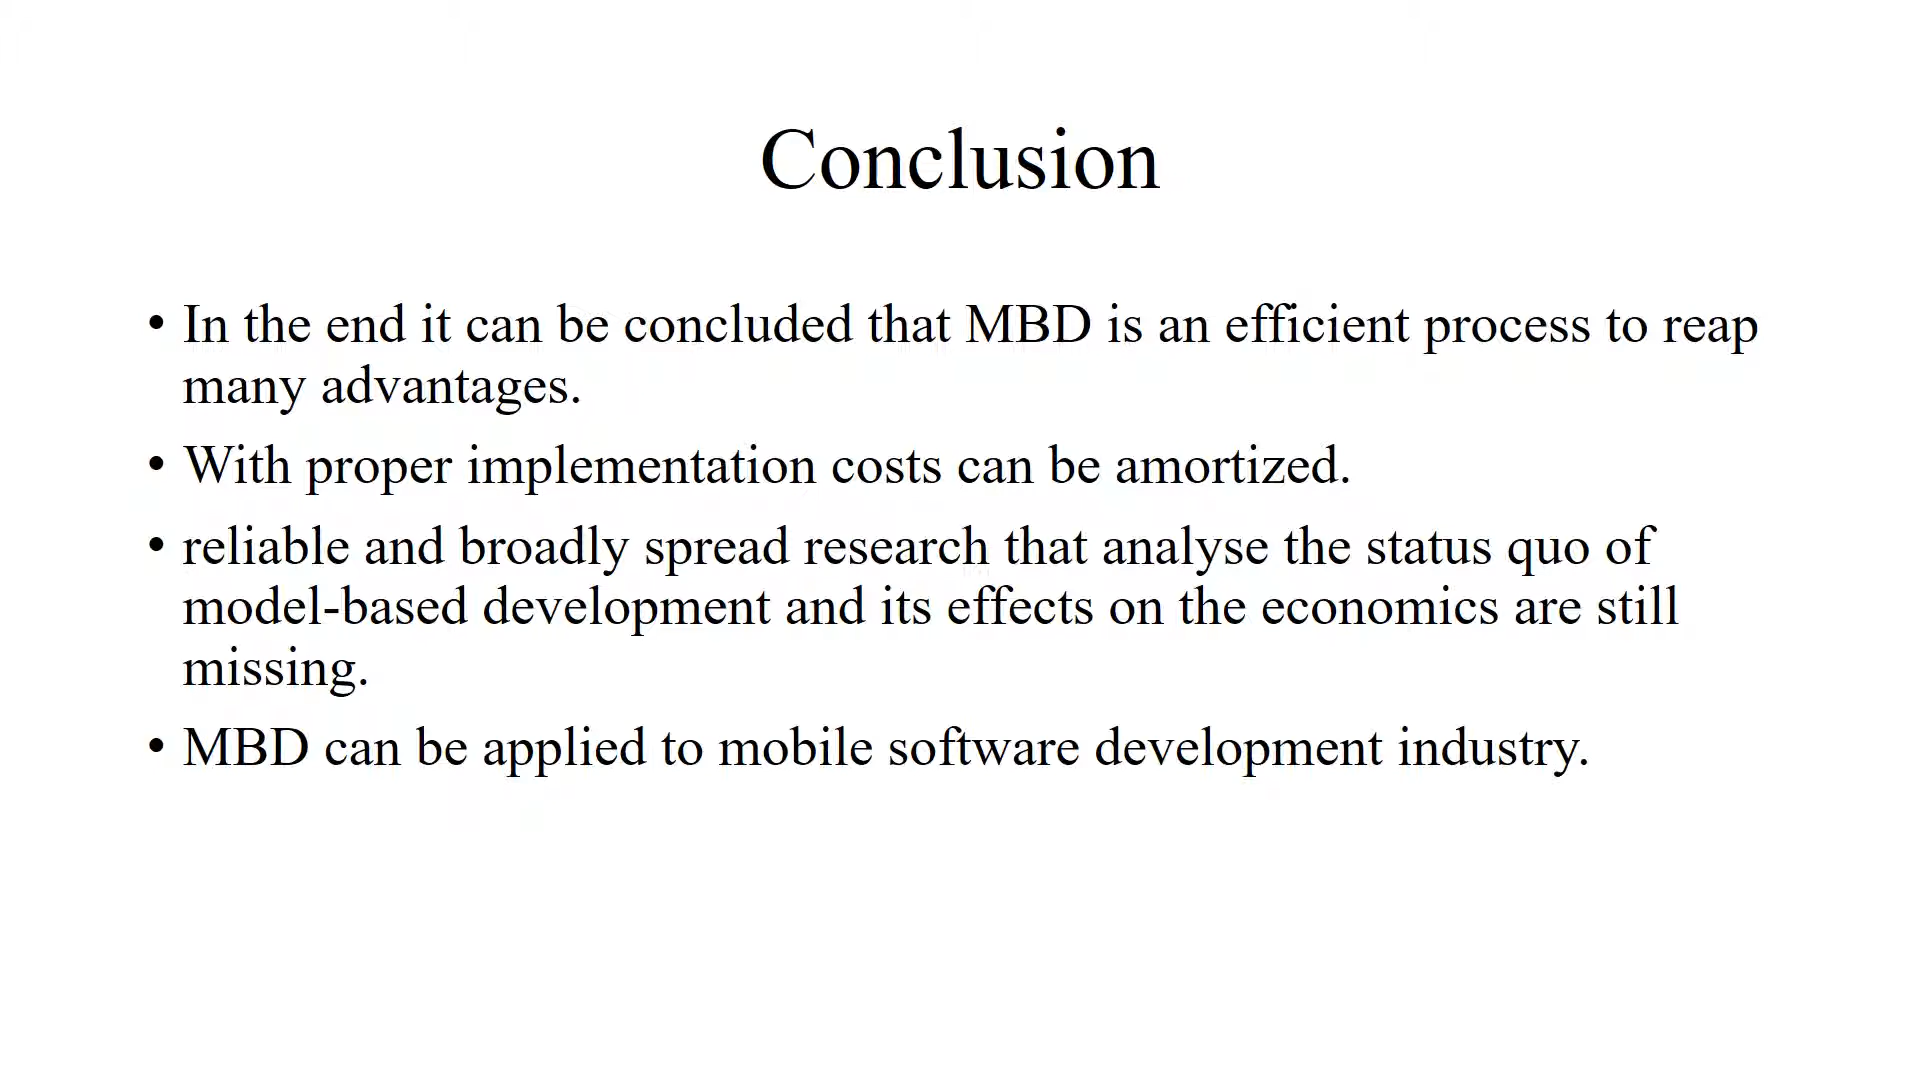 Conclusion
• In the end it can be concluded that MBD is an efficient process to reap
many advantages.
• With proper implementation costs can be amortized.
• reliable and broadly spread research that analyse the status quo of
model-based development and its effects on the economics are still
missing.
• MBD can be applied to mobile software development industry.